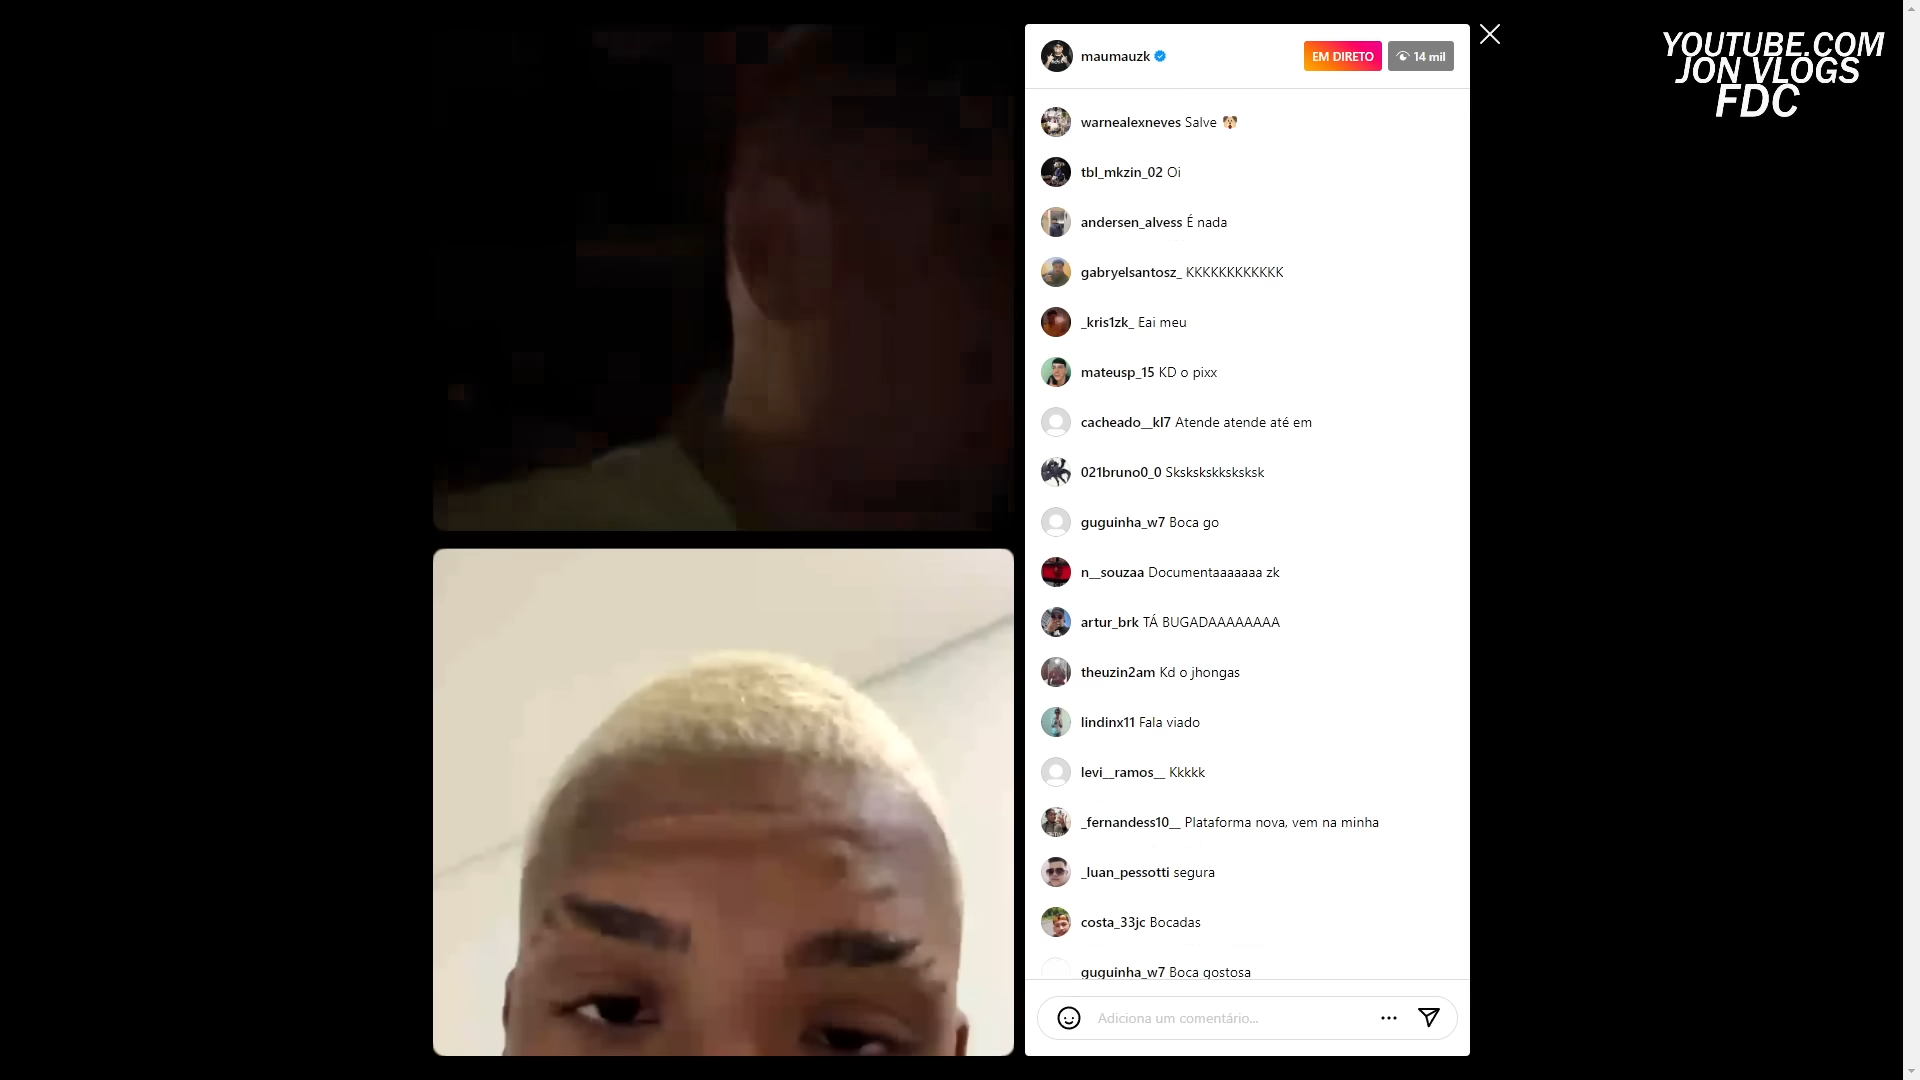 YOUTUBE.COM
JON VLOGS
FDC
maumauzk
EM DIRETO
14 mil
warnealexneves Salve 🐶
tbl_mkzin_02 Oi
andersen_alvess É nada
gabryelsantosz_ KKKKKKKKKKKK
_kris1zk_ Eai meu
mateusp_15 KD o pixx
cacheado__kl7 Atende atende até em
021bruno0_0 Skskskskksksksk
guguinha_w7 Boca go
n__souzaa Documentaaaaaaa zk
artur_brk TÁ BUGADAAAAAAAA
theuzin2am Kd o jhongas
lindinx11 Fala viado
levi__ramos__ Kkkkk
_fernandess10__ Plataforma nova, vem na minha
_luan_pessotti segura
costa_33jc Bocadas
guguinha_w7 Boca gostosa
Adiciona um comentário...